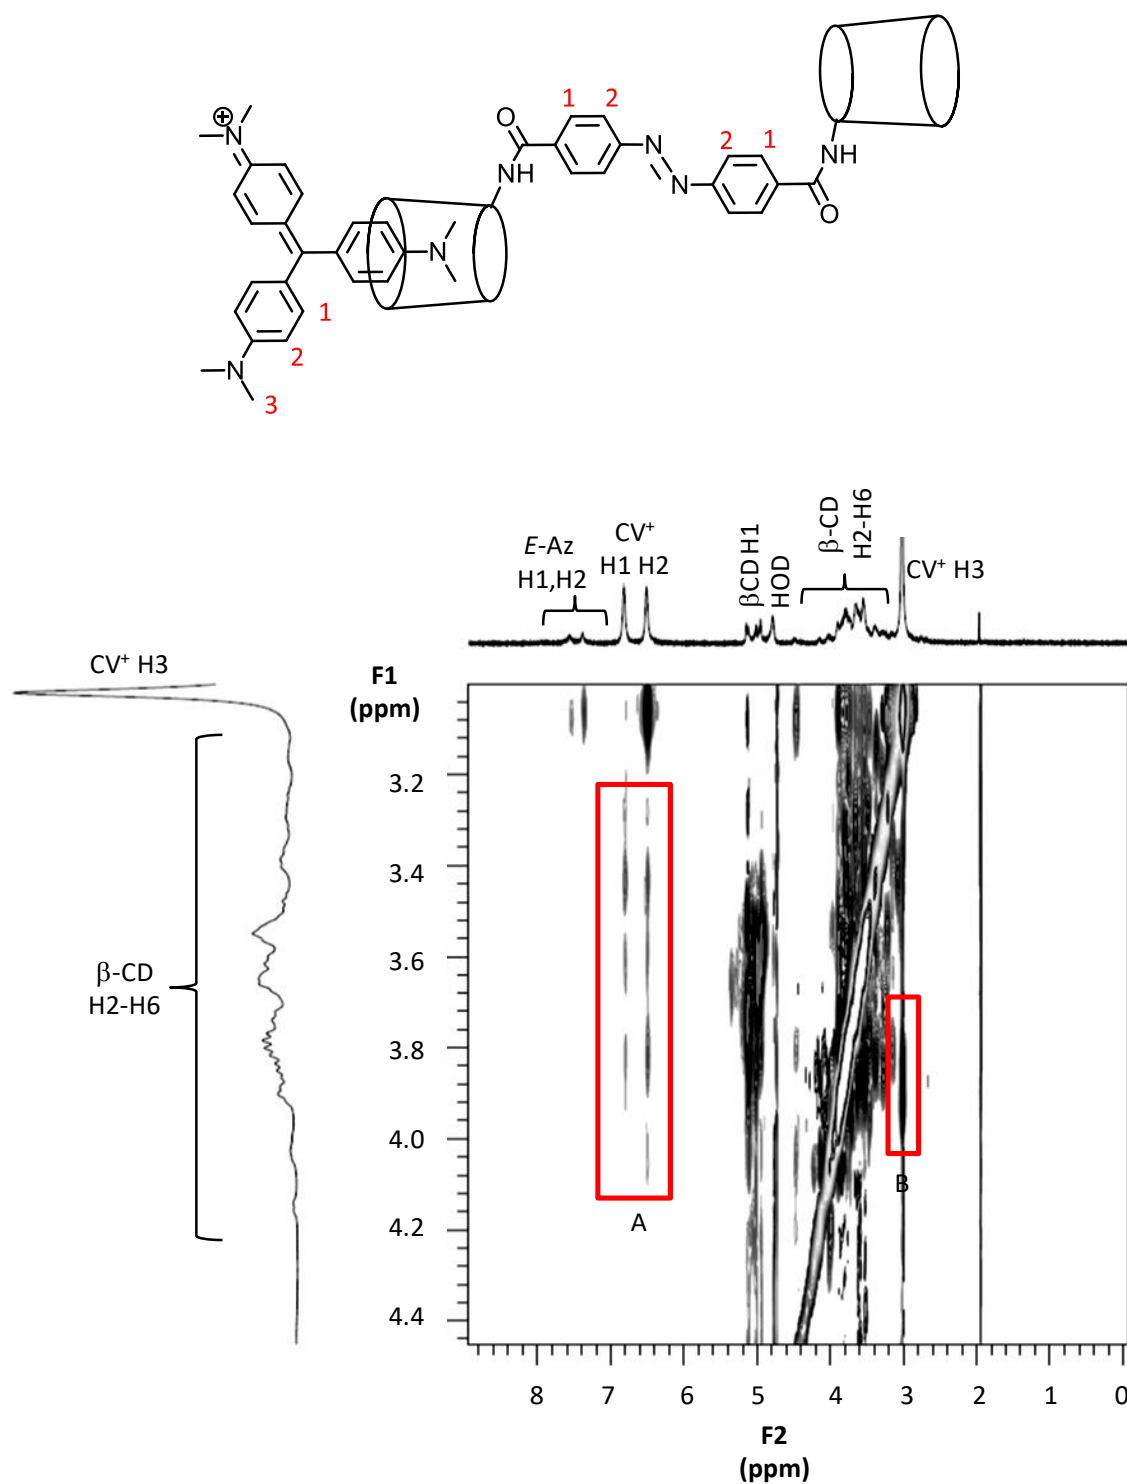 ⊕
N
N
N
3
2
1
O
NH
1
2
N
N
2
1
O
NH
E-Az
H1,H2
CV⁺
H1 H2
βCD H1
HOD
β-CD
H2-H6
CV⁺ H3
CV⁺ H3
β-CD
H2-H6
F1
(ppm)
3.2
3.4
3.6
3.8
4.0
4.2
4.4
A
B
8 7 6 5 4 3 2 1 0
F2
(ppm)